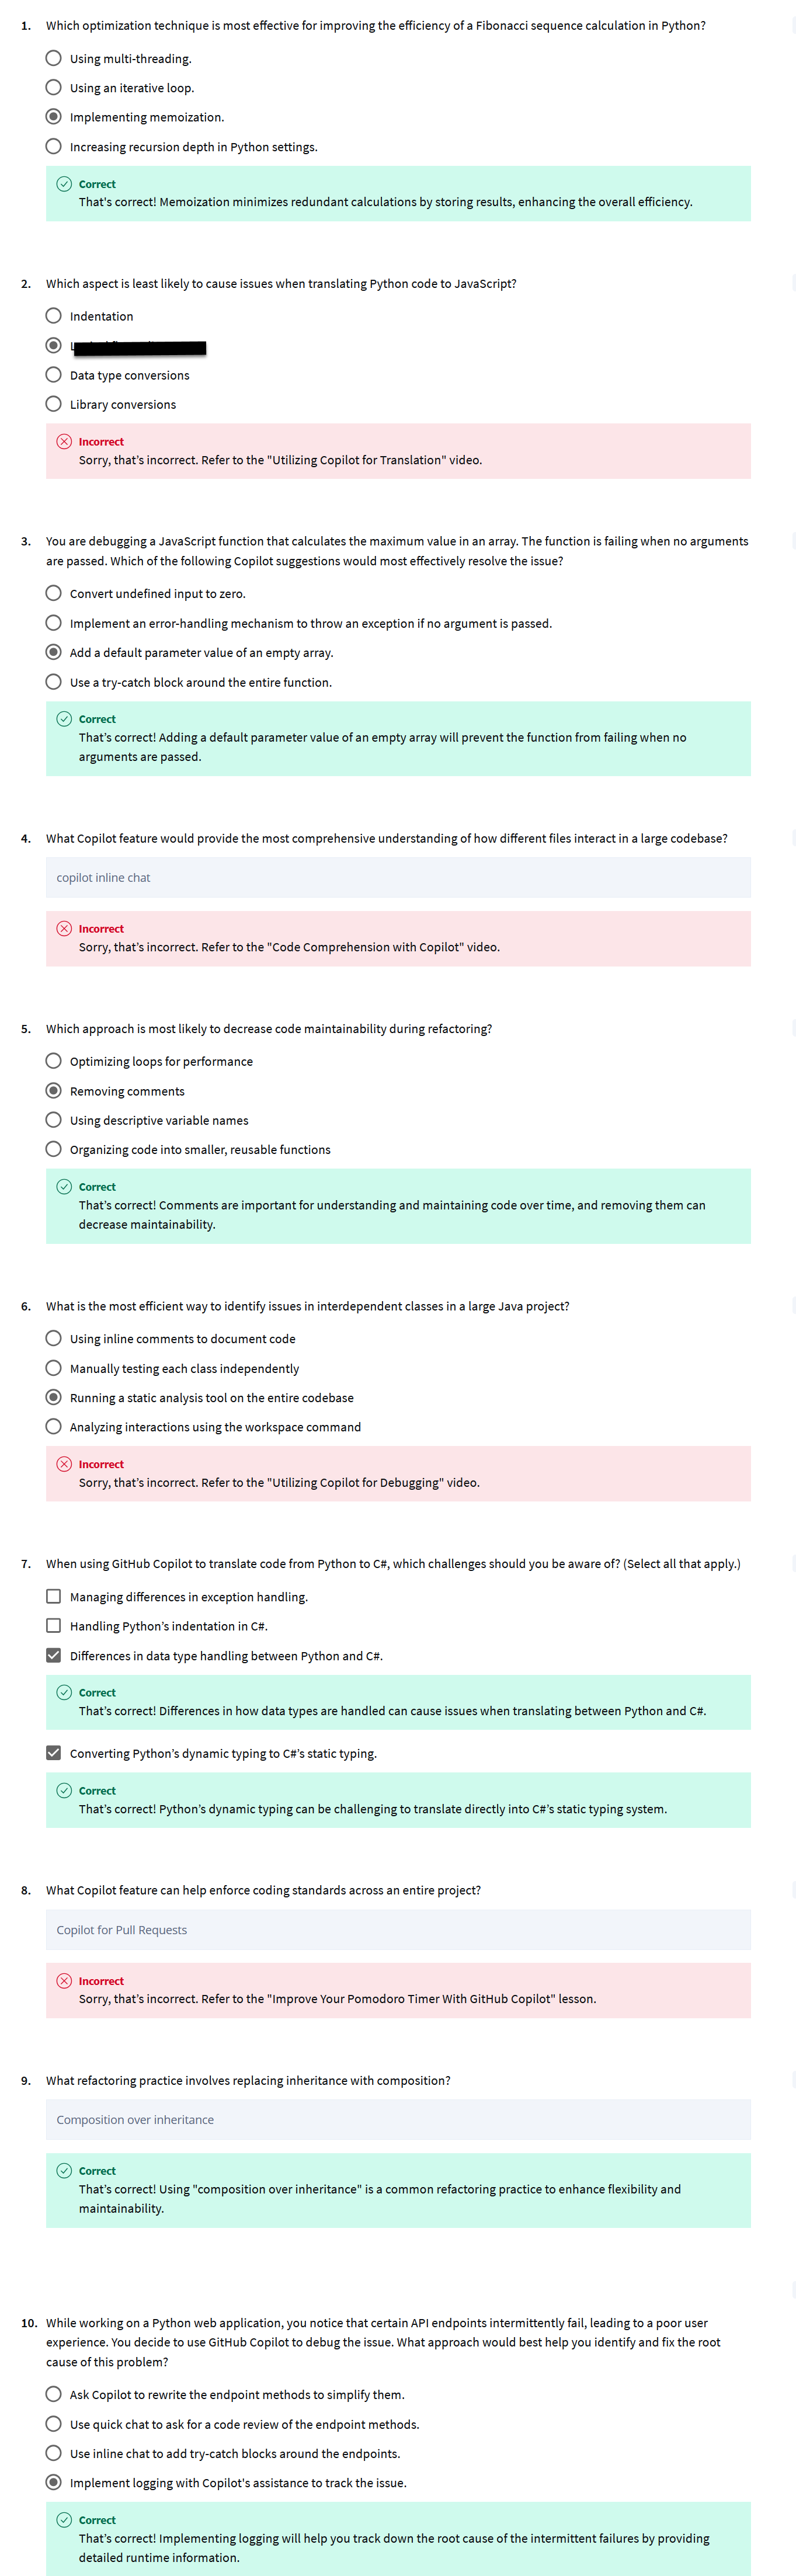 1. Which optimization technique is most effective for improving the efficiency of a Fibonacci sequence calculation in Python?
Using multi-threading.
Using an iterative loop.
Implementing memoization.
Increasing recursion depth in Python settings.
Correct
That's correct! Memoization minimizes redundant calculations by storing results, enhancing the overall efficiency.
2. Which aspect is least likely to cause issues when translating Python code to JavaScript?
Indentation
Data type conversions
Library conversions
Incorrect
Sorry, that’s incorrect. Refer to the "Utilizing Copilot for Translation" video.
3. You are debugging a JavaScript function that calculates the maximum value in an array. The function is failing when no arguments
are passed. Which of the following Copilot suggestions would most effectively resolve the issue?
Convert undefined input to zero.
Implement an error-handling mechanism to throw an exception if no argument is passed.
Add a default parameter value of an empty array.
Use a try-catch block around the entire function.
Correct
That’s correct! Adding a default parameter value of an empty array will prevent the function from failing when no
arguments are passed.
4. What Copilot feature would provide the most comprehensive understanding of how different files interact in a large codebase?
copilot inline chat
Incorrect
Sorry, that’s incorrect. Refer to the "Code Comprehension with Copilot" video.
5. Which approach is most likely to decrease code maintainability during refactoring?
Optimizing loops for performance
Removing comments
Using descriptive variable names
Organizing code into smaller, reusable functions
Correct
That’s correct! Comments are important for understanding and maintaining code over time, and removing them can
decrease maintainability.
6. What is the most efficient way to identify issues in interdependent classes in a large Java project?
Using inline comments to document code
Manually testing each class independently
Running a static analysis tool on the entire codebase
Analyzing interactions using the workspace command
Incorrect
Sorry, that’s incorrect. Refer to the "Utilizing Copilot for Debugging" video.
7. When using GitHub Copilot to translate code from Python to C#, which challenges should you be aware of? (Select all that apply.)
Managing differences in exception handling.
Handling Python’s indentation in C#.
Differences in data type handling between Python and C#.
Correct
That’s correct! Differences in how data types are handled can cause issues when translating between Python and C#.
Converting Python’s dynamic typing to C#’s static typing.
Correct
That’s correct! Python’s dynamic typing can be challenging to translate directly into C#’s static typing system.
8. What Copilot feature can help enforce coding standards across an entire project?
Copilot for Pull Requests
Incorrect
Sorry, that’s incorrect. Refer to the "Improve Your Pomodoro Timer With GitHub Copilot" lesson.
9. What refactoring practice involves replacing inheritance with composition?
Composition over inheritance
Correct
That’s correct! Using "composition over inheritance" is a common refactoring practice to enhance flexibility and
maintainability.
10. While working on a Python web application, you notice that certain API endpoints intermittently fail, leading to a poor user
experience. You decide to use GitHub Copilot to debug the issue. What approach would best help you identify and fix the root
cause of this problem?
Ask Copilot to rewrite the endpoint methods to simplify them.
Use quick chat to ask for a code review of the endpoint methods.
Use inline chat to add try-catch blocks around the endpoints.
Implement logging with Copilot's assistance to track the issue.
Correct
That’s correct! Implementing logging will help you track down the root cause of the intermittent failures by providing
detailed runtime information.